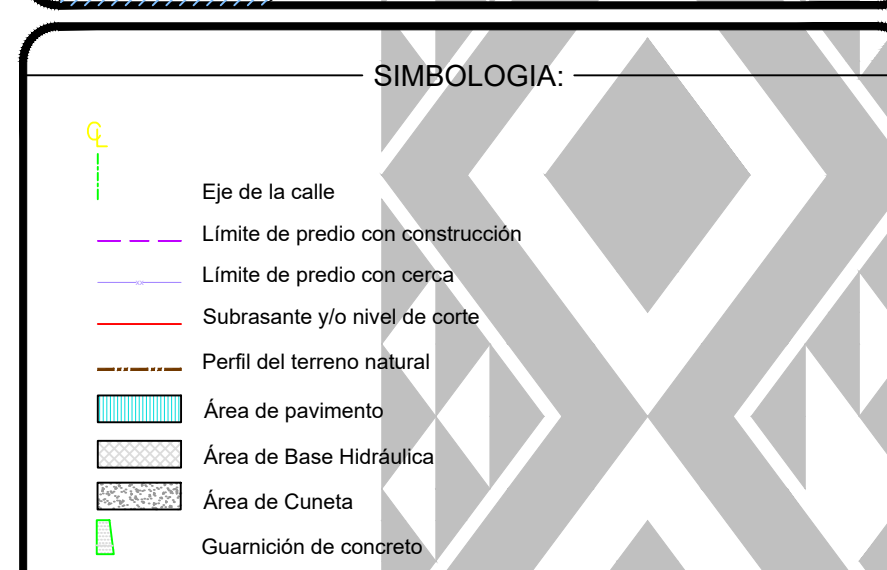 SIMBOLOGIA:
℄
Eje de la calle
Límite de predio con construcción
Límite de predio con cerca
Subrasante y/o nivel de corte
Perfil del terreno natural
Área de pavimento
Área de Base Hidráulica
Área de Cuneta
Guarnición de concreto